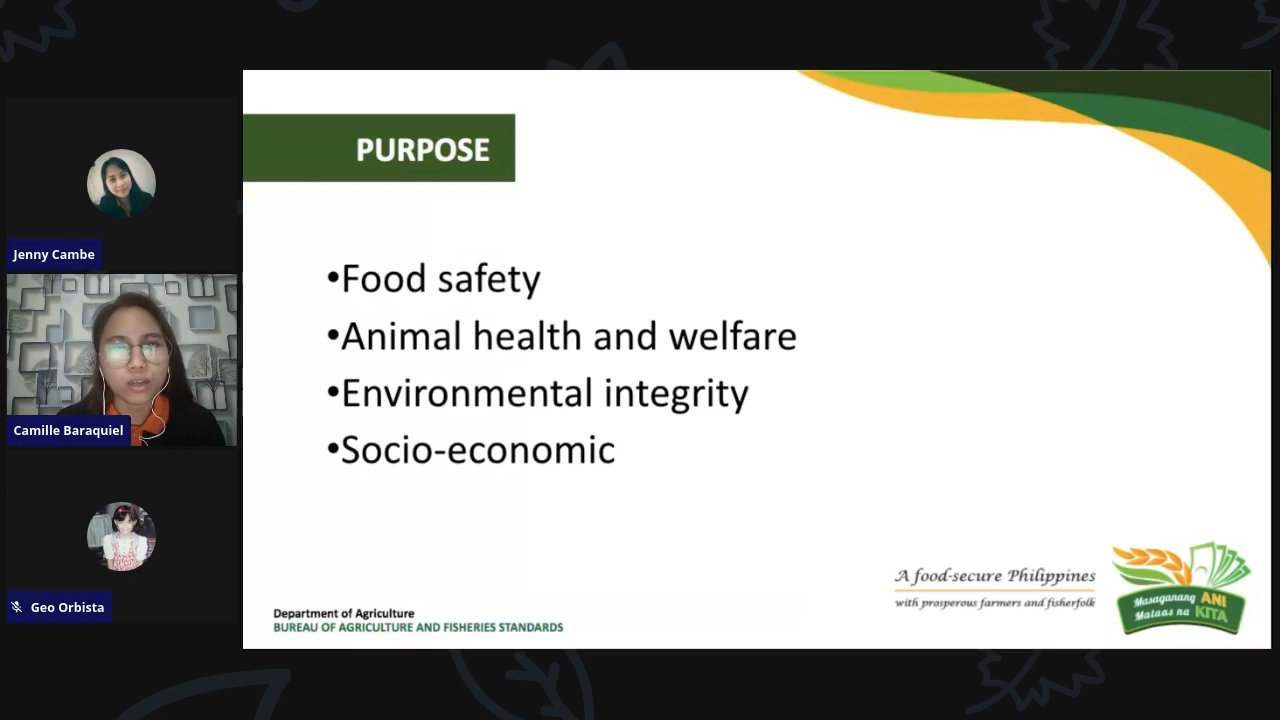 Jenny Cambe
Camille Baraquiel
Geo Orbista
PURPOSE
•Food safety
•Animal health and welfare
•Environmental integrity
•Socio-economic
Department of Agriculture
BUREAU OF AGRICULTURE AND FISHERIES STANDARDS
A food-secure Philippines
with prosperous farmers and fisherfolk
Masaganang ANI
Mataas na KITA